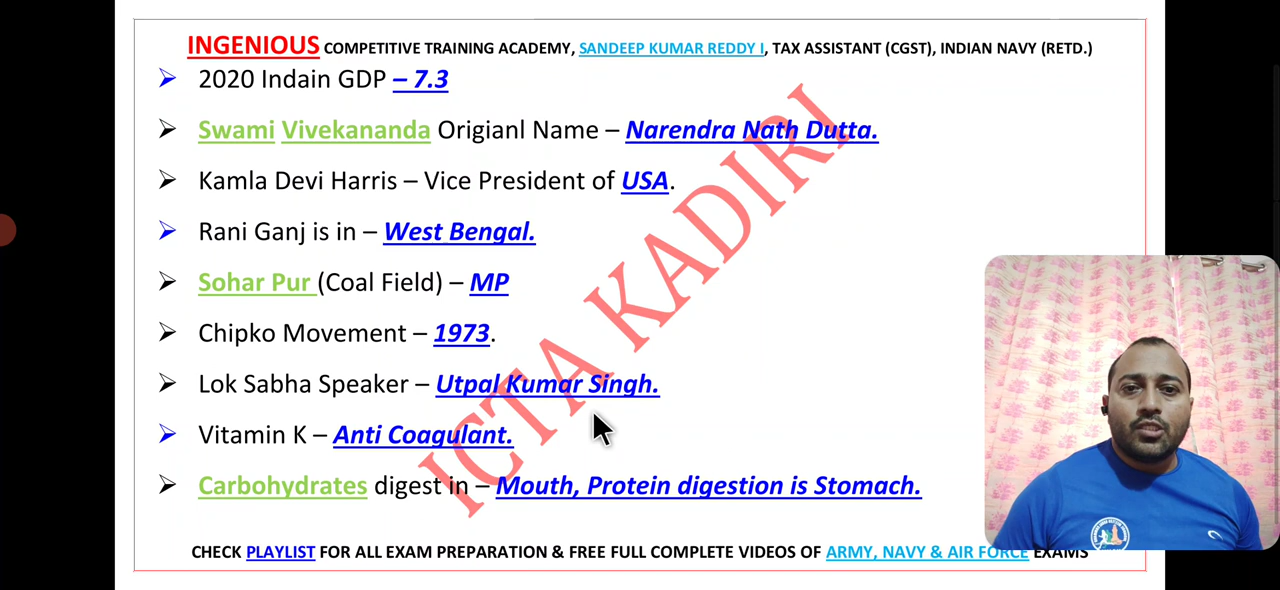 INGENIOUS COMPETITIVE TRAINING ACADEMY, SANDEEP KUMAR REDDY I, TAX ASSISTANT (CGST), INDIAN NAVY (RETD.)
2020 Indain GDP – 7.3
Swami Vivekananda Origianl Name – Narendra Nath Dutta.
Kamla Devi Harris – Vice President of USA.
Rani Ganj is in – West Bengal.
Sohar Pur (Coal Field) – MP
Chipko Movement – 1973.
Lok Sabha Speaker – Utpal Kumar Singh.
Vitamin K – Anti Coagulant.
Carbohydrates digest in – Mouth, Protein digestion is Stomach.
ICTA KADIRI
CHECK PLAYLIST FOR ALL EXAM PREPARATION & FREE FULL COMPLETE VIDEOS OF ARMY, NAVY & AIR FORCE EXAMS